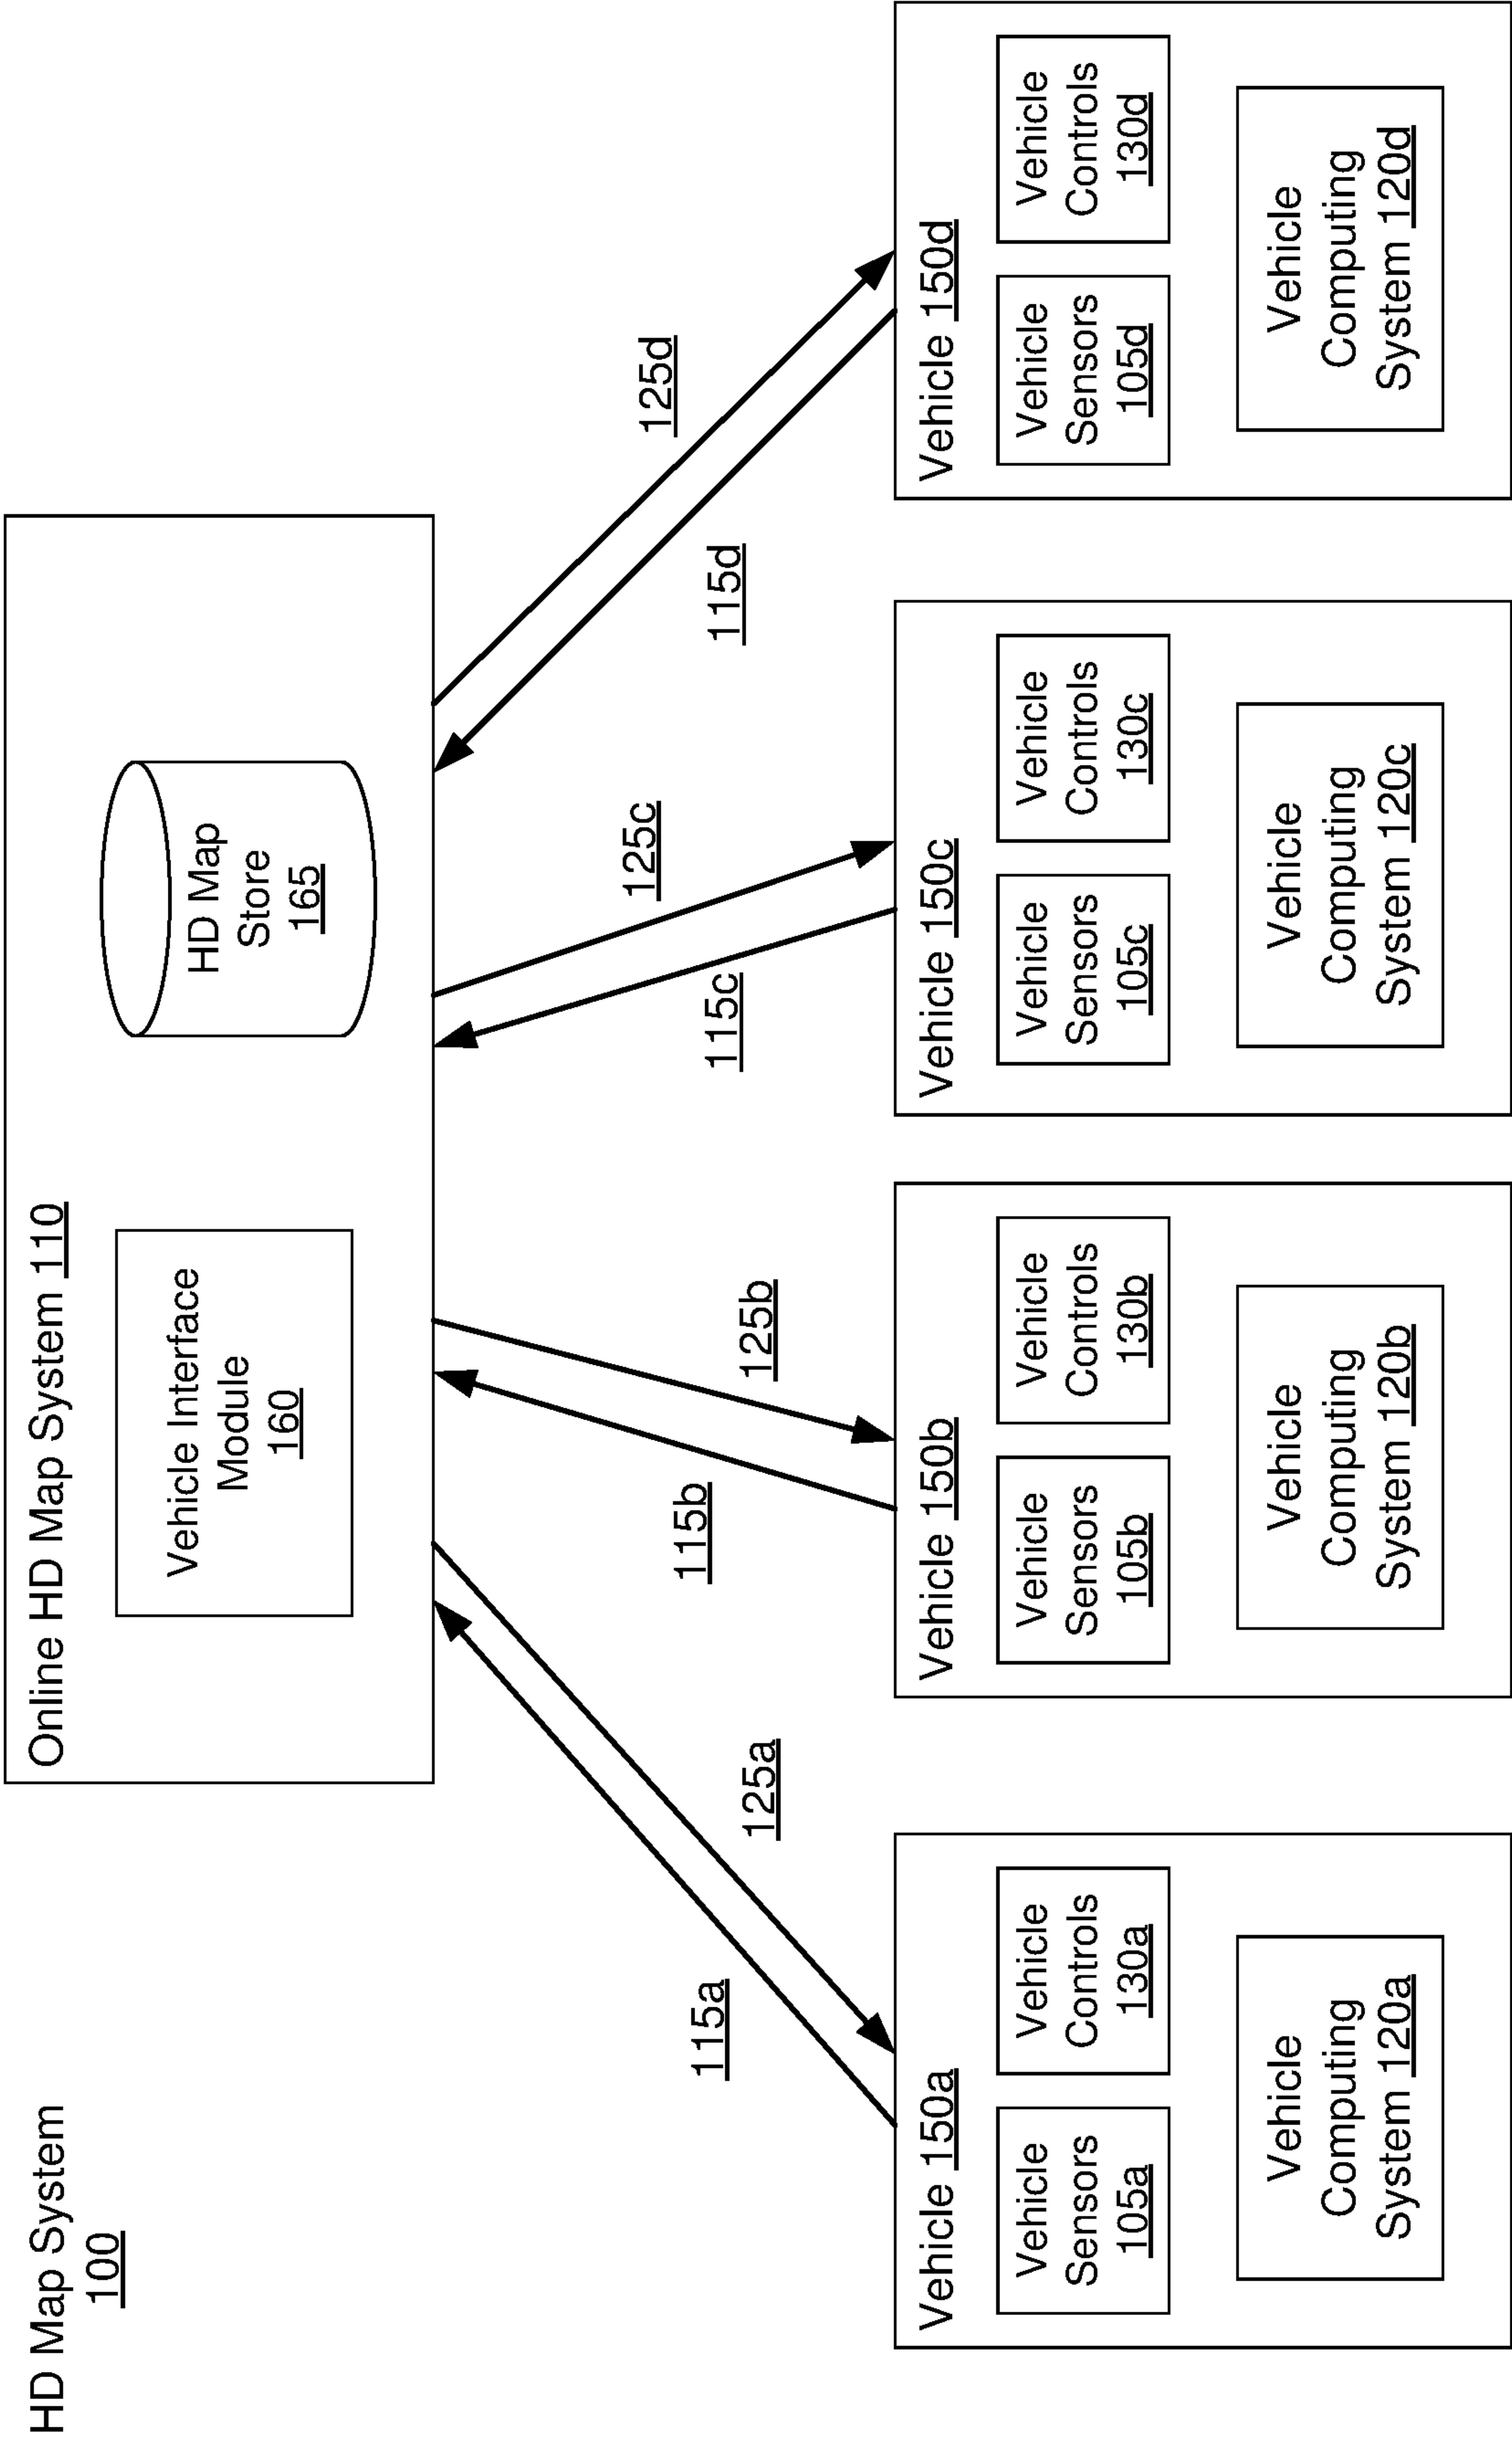 HD Map System
100
Online HD Map System 110
Vehicle Interface
Module
160
HD Map
Store
165
115a
125a
115b
125b
115c
125c
115d
125d
Vehicle 150a
Vehicle
Sensors
105a
Vehicle
Controls
130a
Vehicle
Computing
System 120a
Vehicle 150b
Vehicle
Sensors
105b
Vehicle
Controls
130b
Vehicle
Computing
System 120b
Vehicle 150c
Vehicle
Sensors
105c
Vehicle
Controls
130c
Vehicle
Computing
System 120c
Vehicle 150d
Vehicle
Sensors
105d
Vehicle
Controls
130d
Vehicle
Computing
System 120d